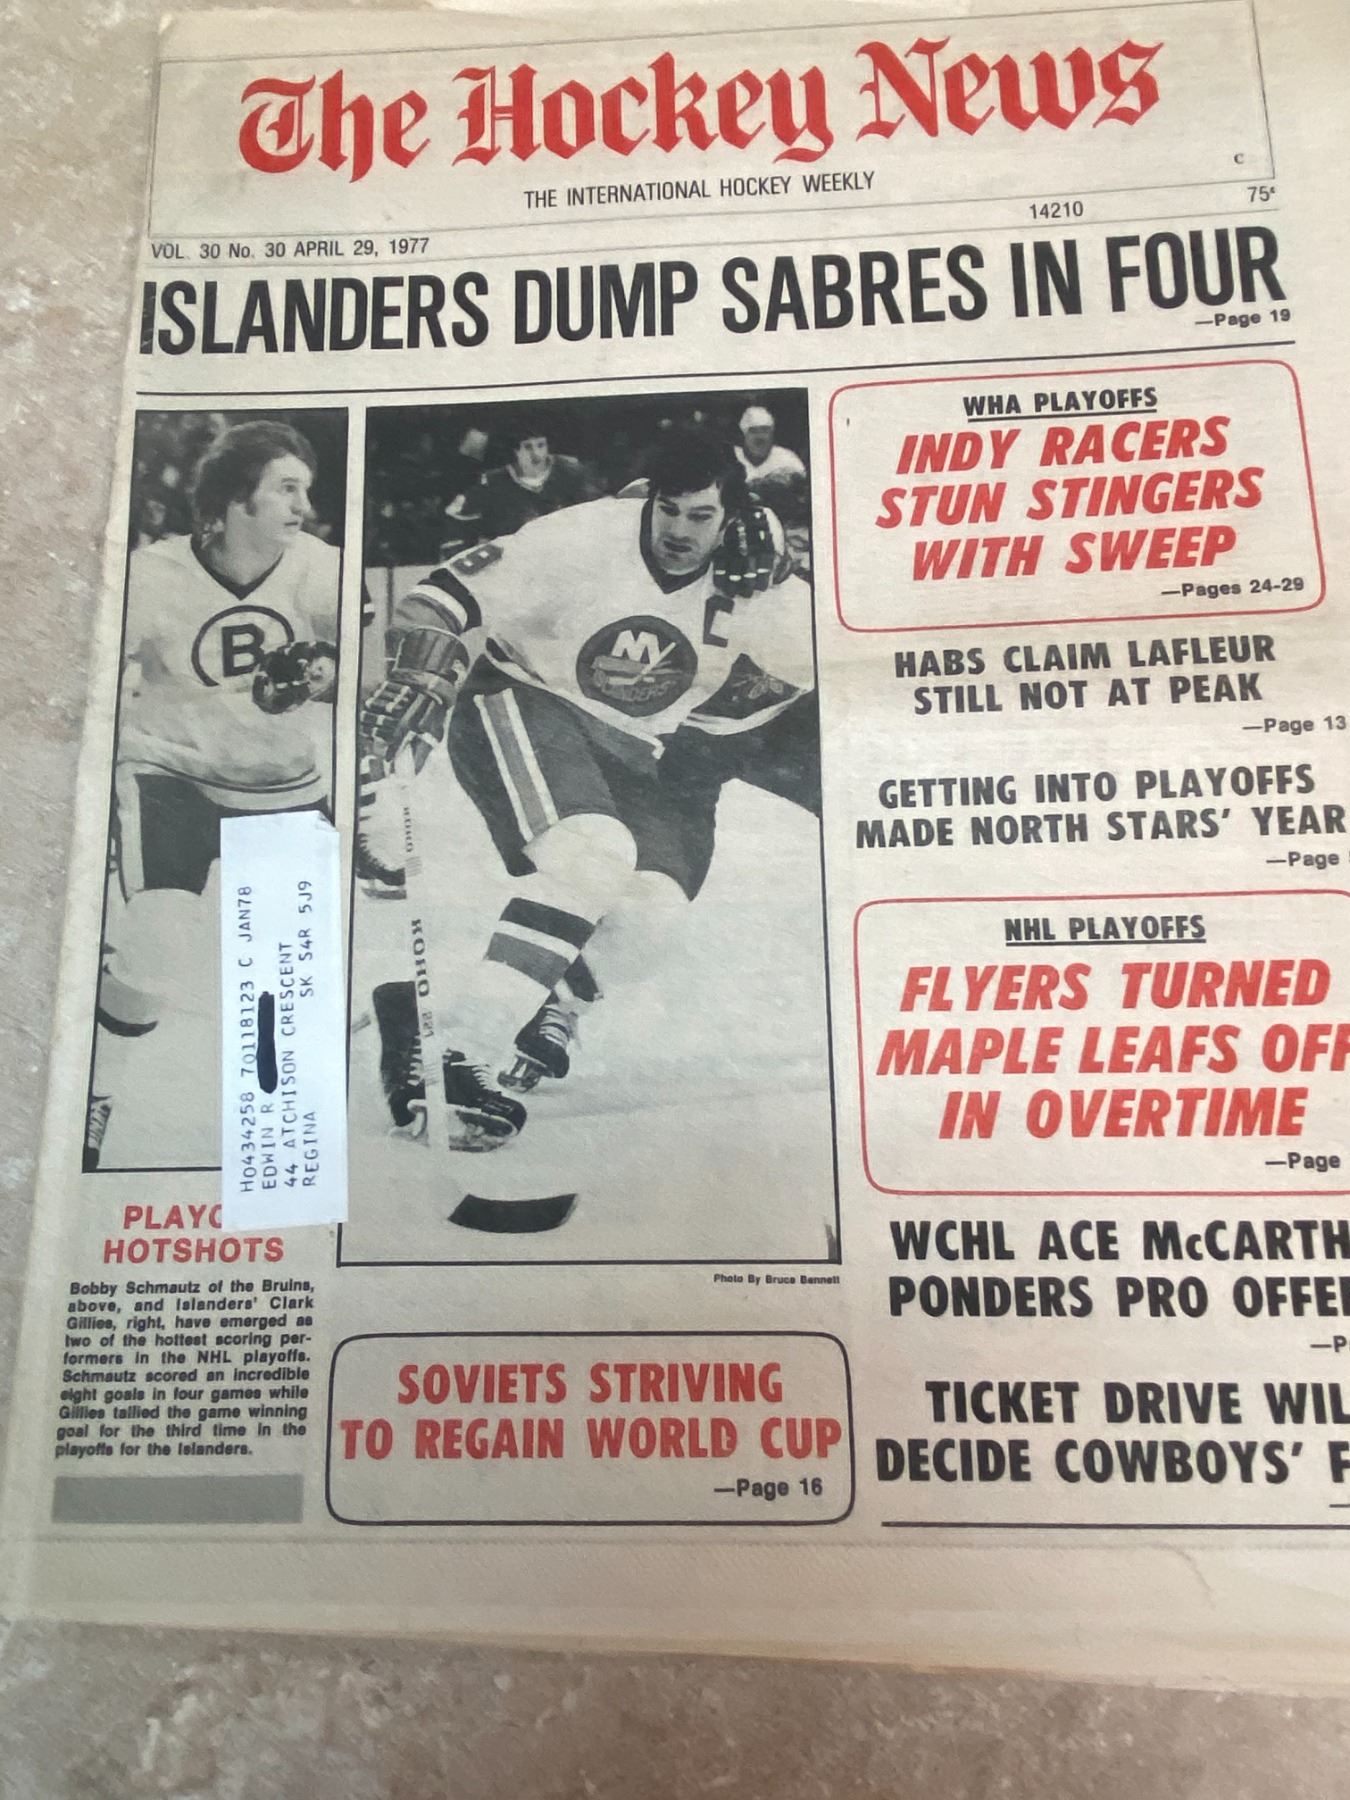 The Hockey News
C
THE INTERNATIONAL HOCKEY WEEKLY
75¢
14210
VOL. 30 No. 30 APRIL 29, 1977
ISLANDERS DUMP SABRES IN FOUR
—Page 19
WHA PLAYOFFS
INDY RACERS
STUN STINGERS
WITH SWEEP
—Pages 24-29
HABS CLAIM LAFLEUR
STILL NOT AT PEAK
—Page 13
GETTING INTO PLAYOFFS
MADE NORTH STARS' YEAR
—Page
NHL PLAYOFFS
FLYERS TURNED
MAPLE LEAFS OFF
IN OVERTIME
—Page
WCHL ACE McCARTH
PONDERS PRO OFFE
TICKET DRIVE WIL
DECIDE COWBOYS' F
B
C
NY
ISLANDERS
KOHO
KOHO 221
H0434258 70118123 C JAN78
EDWIN R
44 ATCHISON CRESCENT
REGINA SK S4R 5J9
PLAYO
HOTSHOTS
Bobby Schmautz of the Bruins,
above, and Islanders' Clark
Gillies, right, have emerged as
two of the hottest scoring per-
formers in the NHL playoffs.
Schmautz scored an incredible
eight goals in four games while
Gillies tallied the game winning
goal for the third time in the
playoffs for the Islanders.
Photo By Bruce Bennett
SOVIETS STRIVING
TO REGAIN WORLD CUP
—Page 16